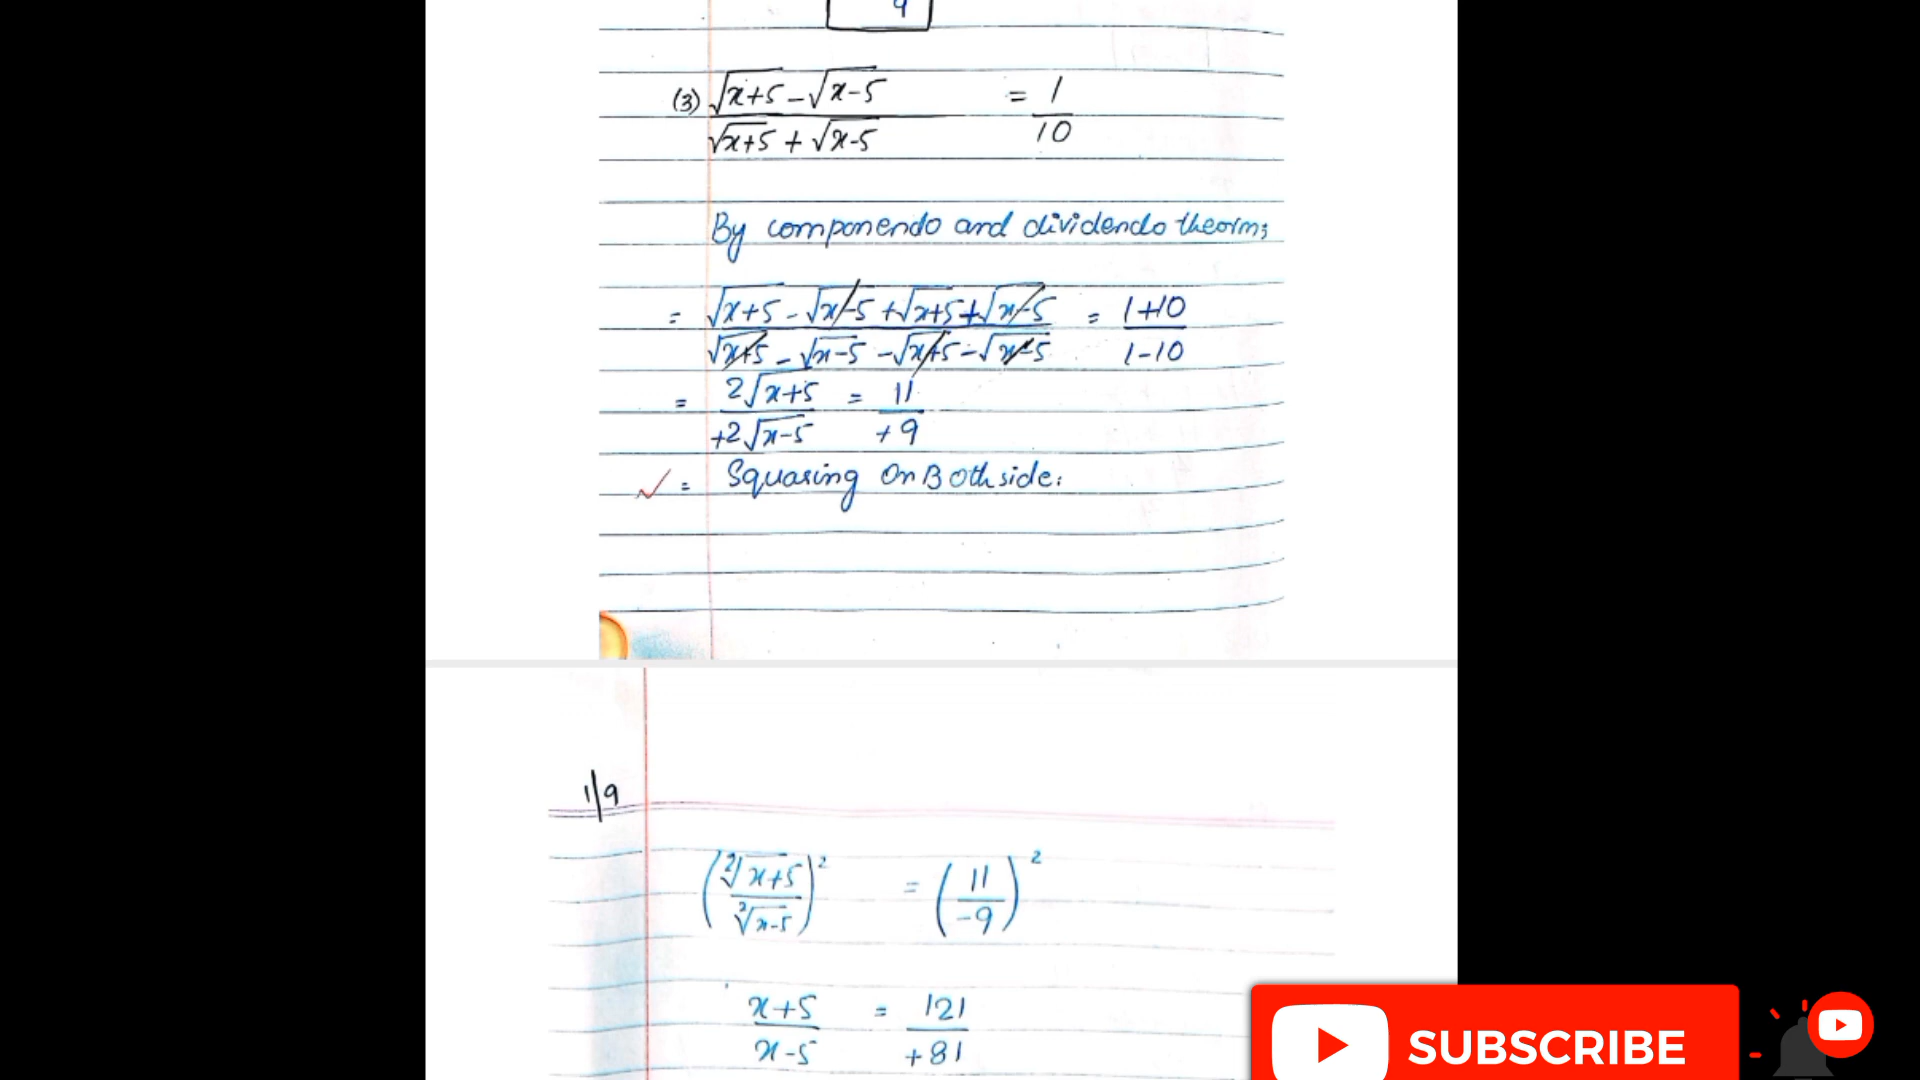 9
(3) √x+5 - √x-5 = 1
√x+5 + √x-5 10
By componendo and dividendo theorm;
= √x+5 - √x-5 + √x+5 + √x-5 = 1+10
√x+5 - √x-5 - √x+5 - √x-5 1-10
= 2√x+5 = 11
+2√x-5 +9
✓ = Squaring On Both side:
1/9
(2√x+5)² = (11)²
2√x-5 -9
x+5 = 121
x-5 +81
SUBSCRIBE